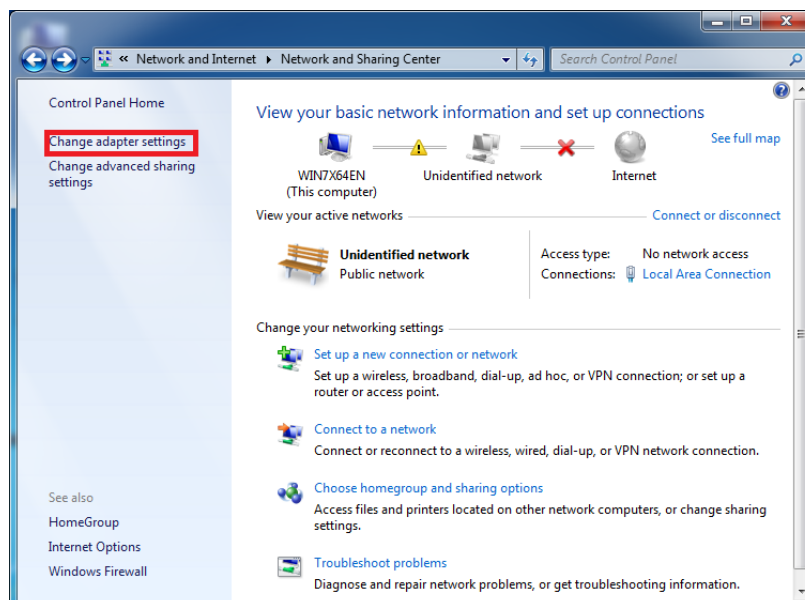 « Network and Internet ▸ Network and Sharing Center
Search Control Panel
Control Panel Home
Change adapter settings
Change advanced sharing
settings
See also
HomeGroup
Internet Options
Windows Firewall
View your basic network information and set up connections
See full map
WIN7X64EN
(This computer)
Unidentified network
Internet
View your active networks
Connect or disconnect
Unidentified network
Public network
Access type: No network access
Connections: Local Area Connection
Change your networking settings
Set up a new connection or network
Set up a wireless, broadband, dial-up, ad hoc, or VPN connection; or set up a
router or access point.
Connect to a network
Connect or reconnect to a wireless, wired, dial-up, or VPN network connection.
Choose homegroup and sharing options
Access files and printers located on other network computers, or change sharing
settings.
Troubleshoot problems
Diagnose and repair network problems, or get troubleshooting information.